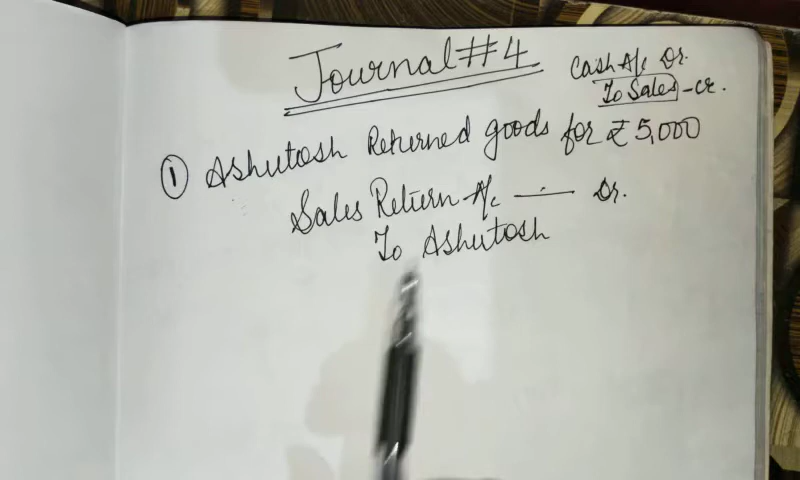 Journal #4
Cash A/c Dr.
To Sales - cr.
① Ashutosh Returned goods for ₹ 5,000
Sales Return A/c — Dr.
To Ashutosh